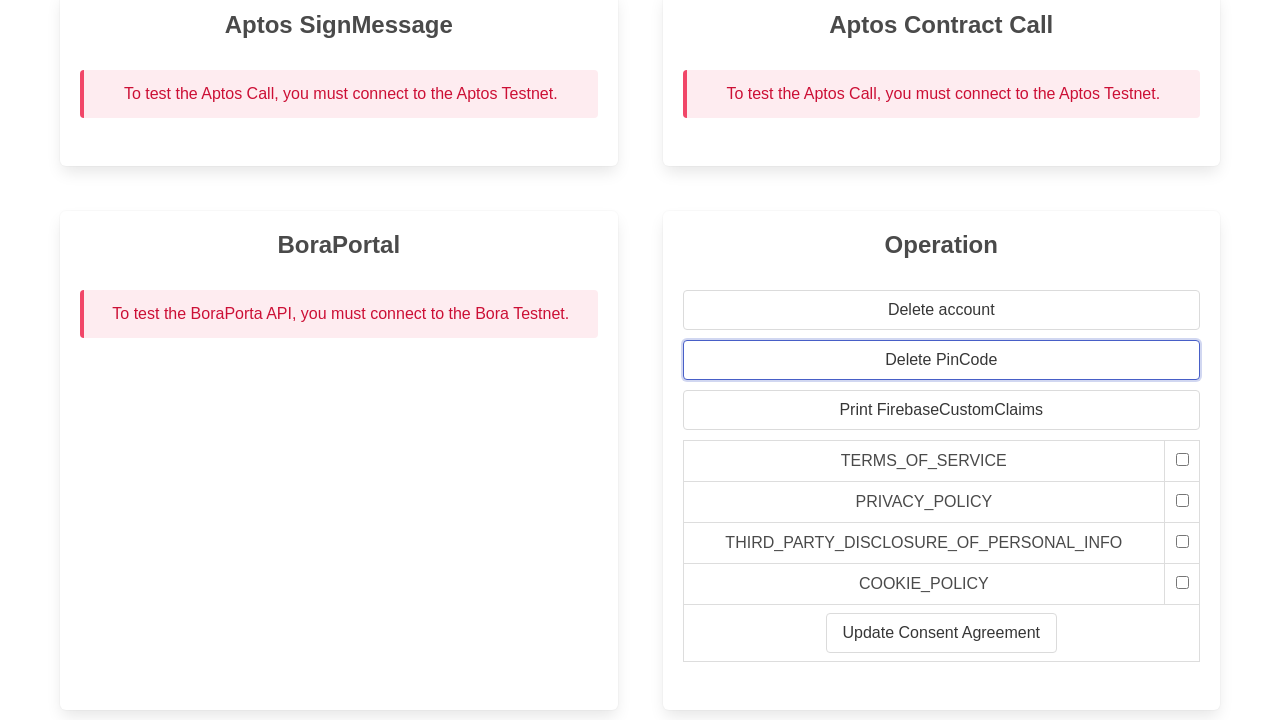 Aptos SignMessage
To test the Aptos Call, you must connect to the Aptos Testnet.
Aptos Contract Call
To test the Aptos Call, you must connect to the Aptos Testnet.
BoraPortal
To test the BoraPorta API, you must connect to the Bora Testnet.
Operation
Delete account
Delete PinCode
Print FirebaseCustomClaims
TERMS_OF_SERVICE
PRIVACY_POLICY
THIRD_PARTY_DISCLOSURE_OF_PERSONAL_INFO
COOKIE_POLICY
Update Consent Agreement